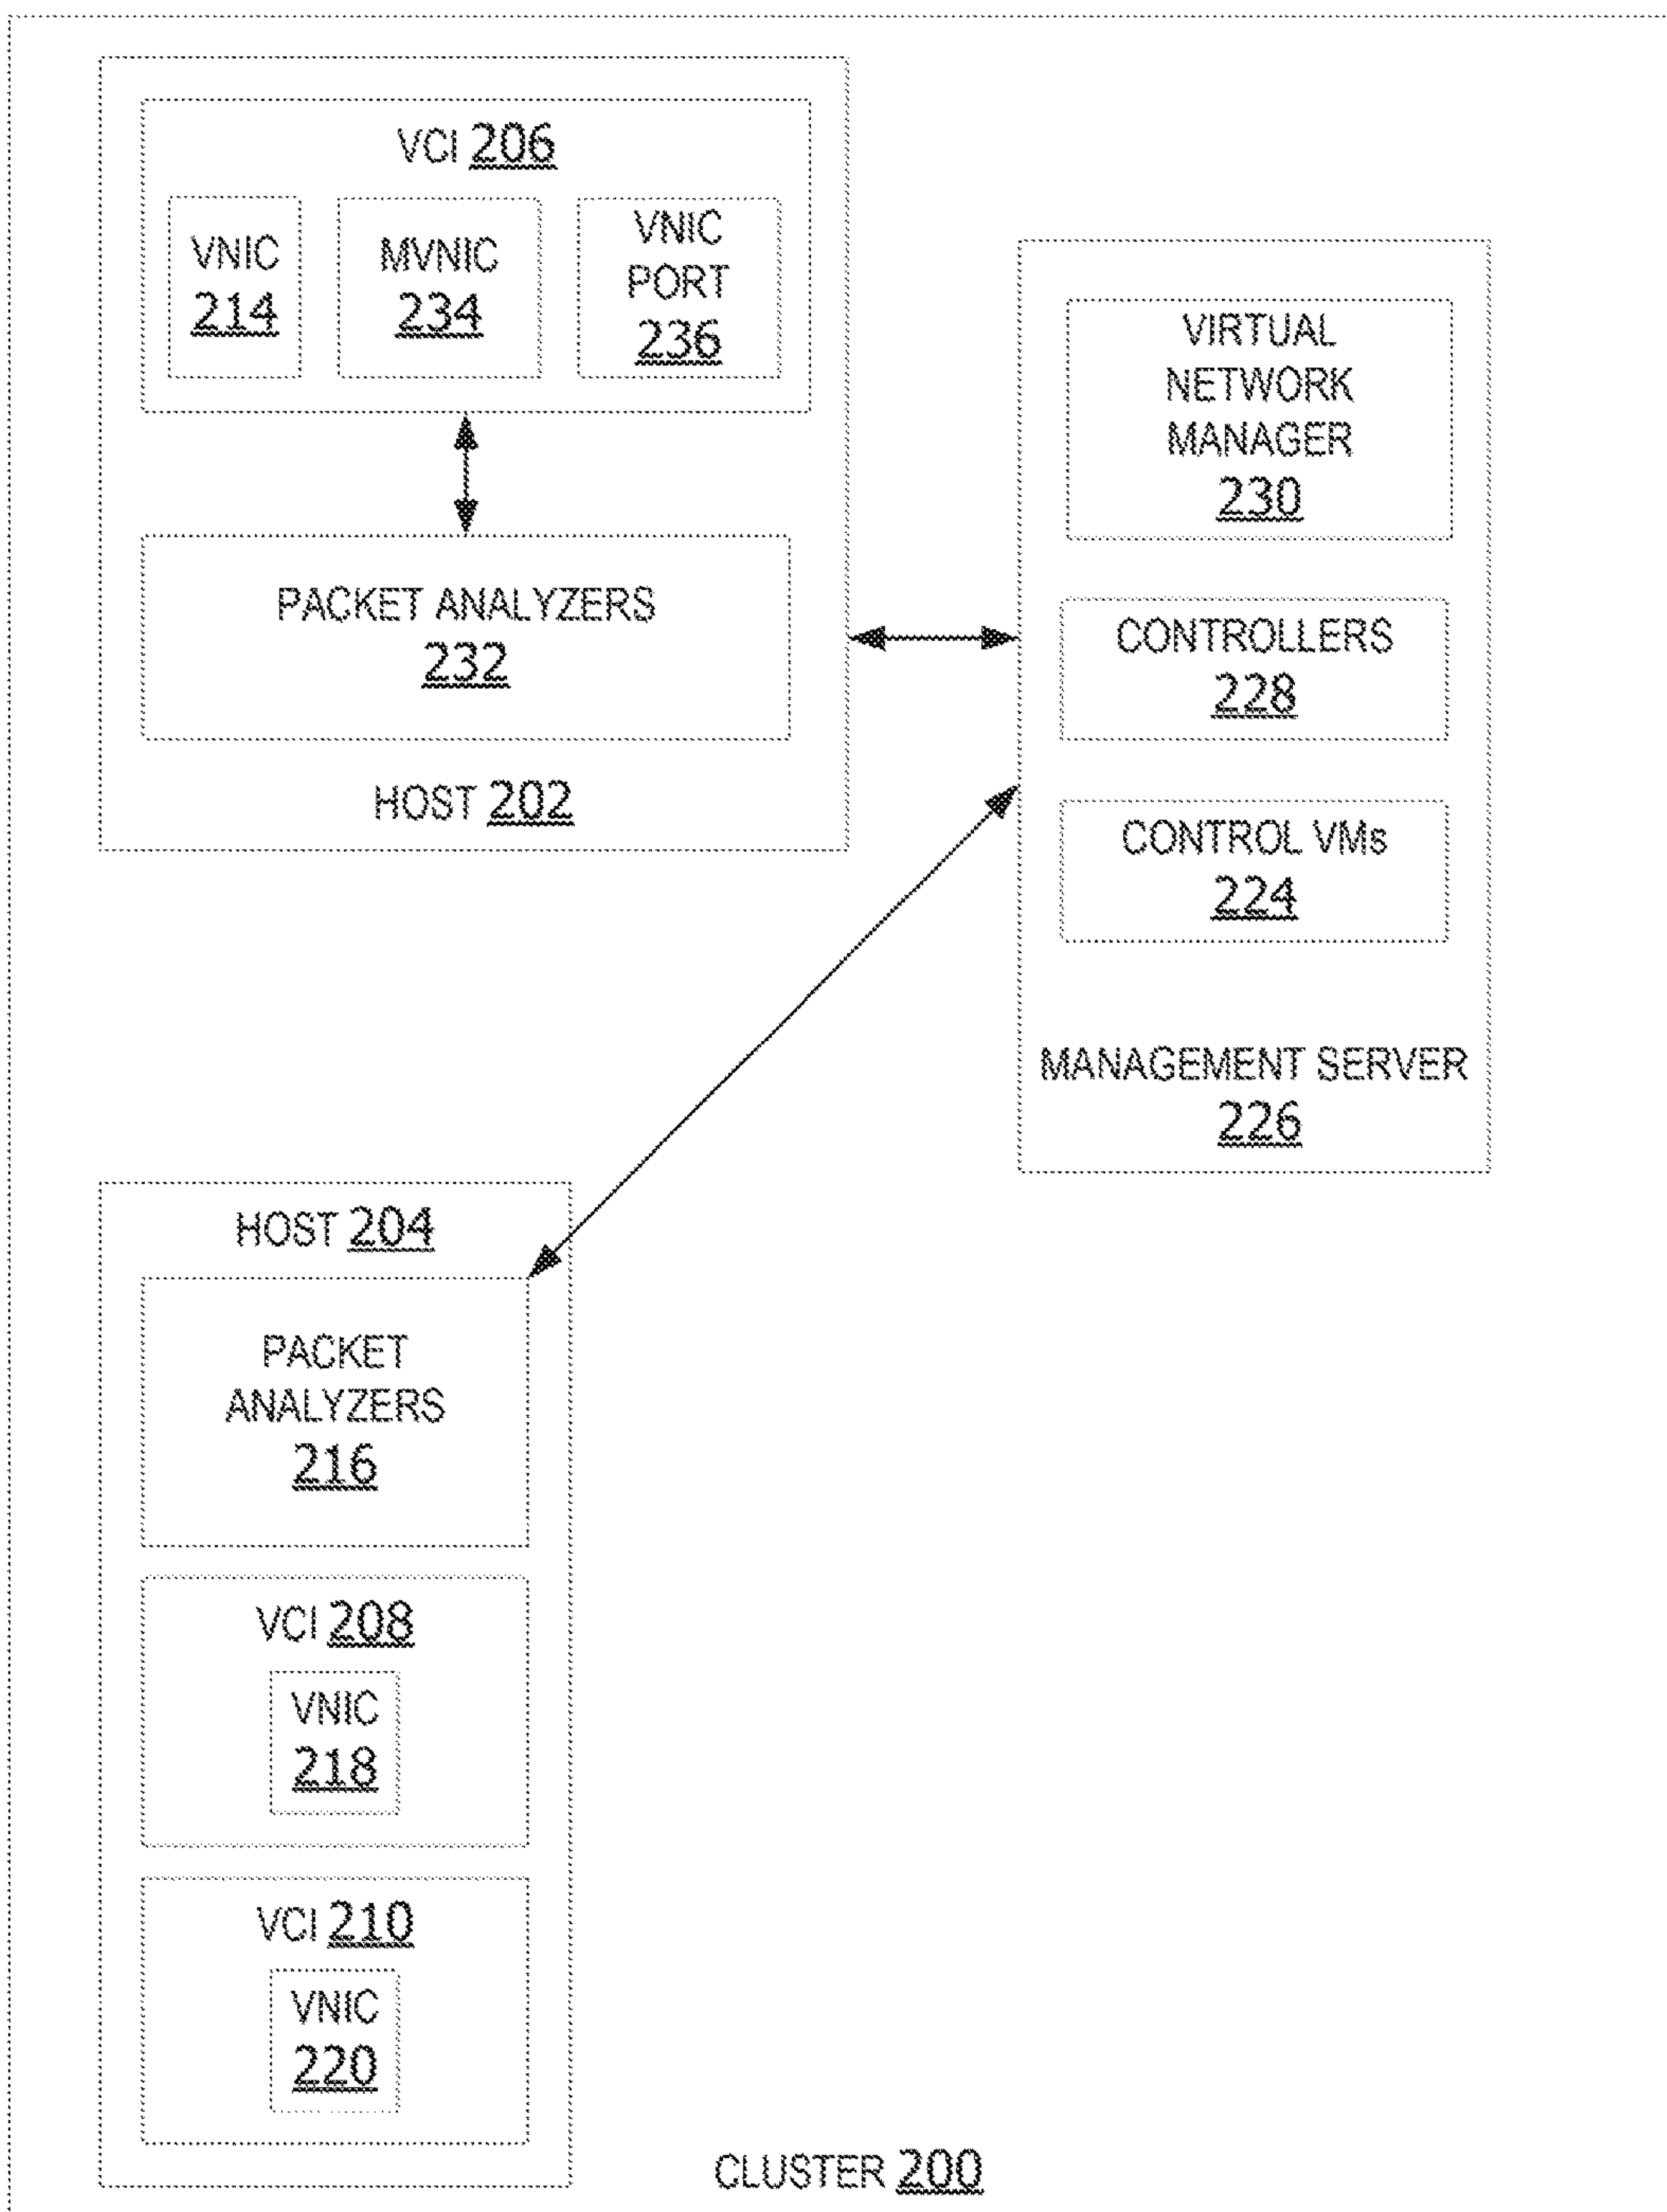 VCI 206
VNIC
214
MVNIC
234
VNIC
PORT
236
PACKET ANALYZERS
232
HOST 202
VIRTUAL
NETWORK
MANAGER
230
CONTROLLERS
228
CONTROL VMs
224
MANAGEMENT SERVER
226
HOST 204
PACKET
ANALYZERS
216
VCI 208
VNIC
218
VCI 210
VNIC
220
CLUSTER 200